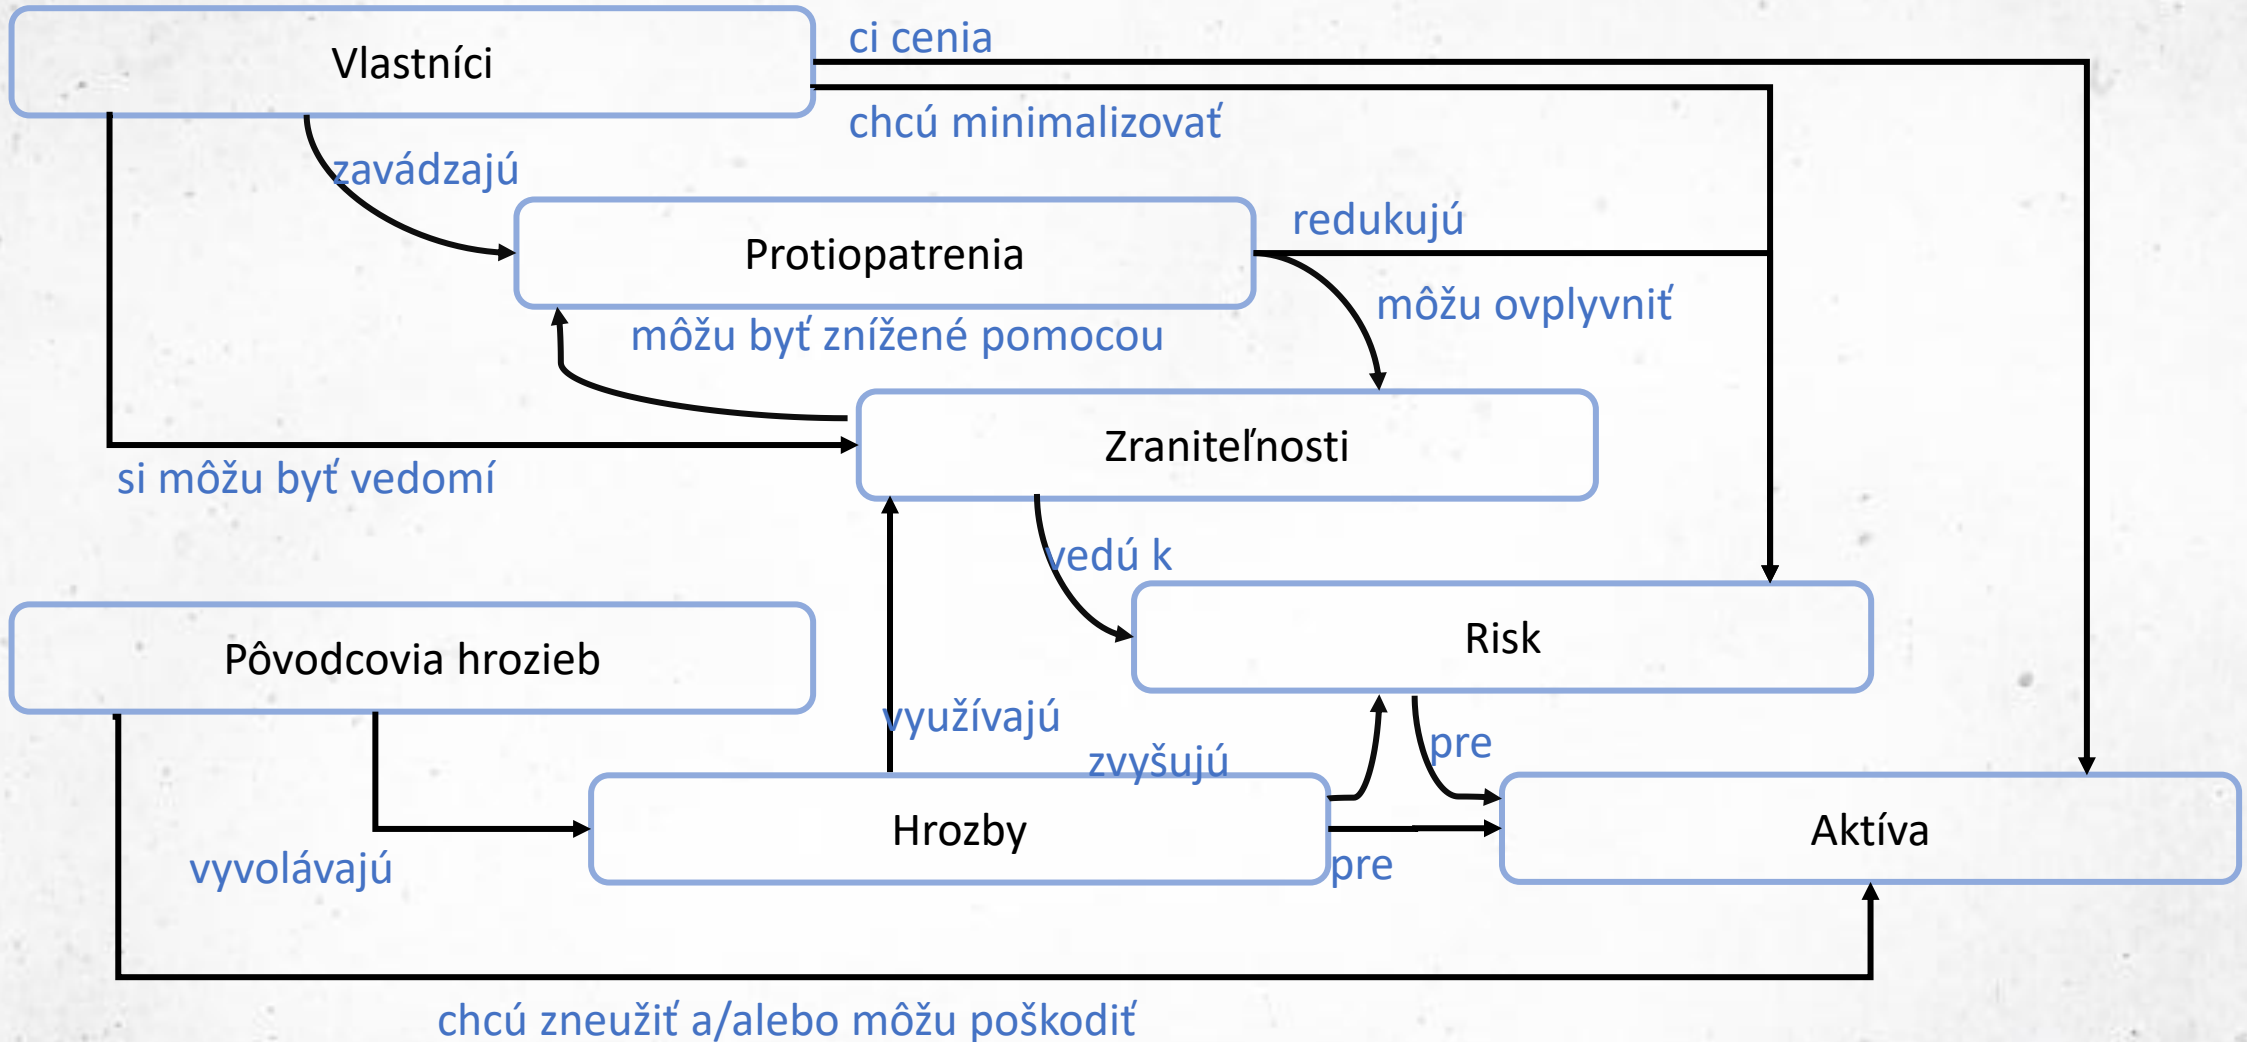 Vlastníci
ci cenia
chcú minimalizovať
zavádzajú
Protiopatrenia
redukujú
môžu ovplyvniť
môžu byť znížené pomocou
Zraniteľnosti
si môžu byť vedomí
vedú k
Risk
Pôvodcovia hrozieb
využívajú
zvyšujú
pre
Hrozby
Aktíva
vyvolávajú
pre
chcú zneužiť a/alebo môžu poškodiť